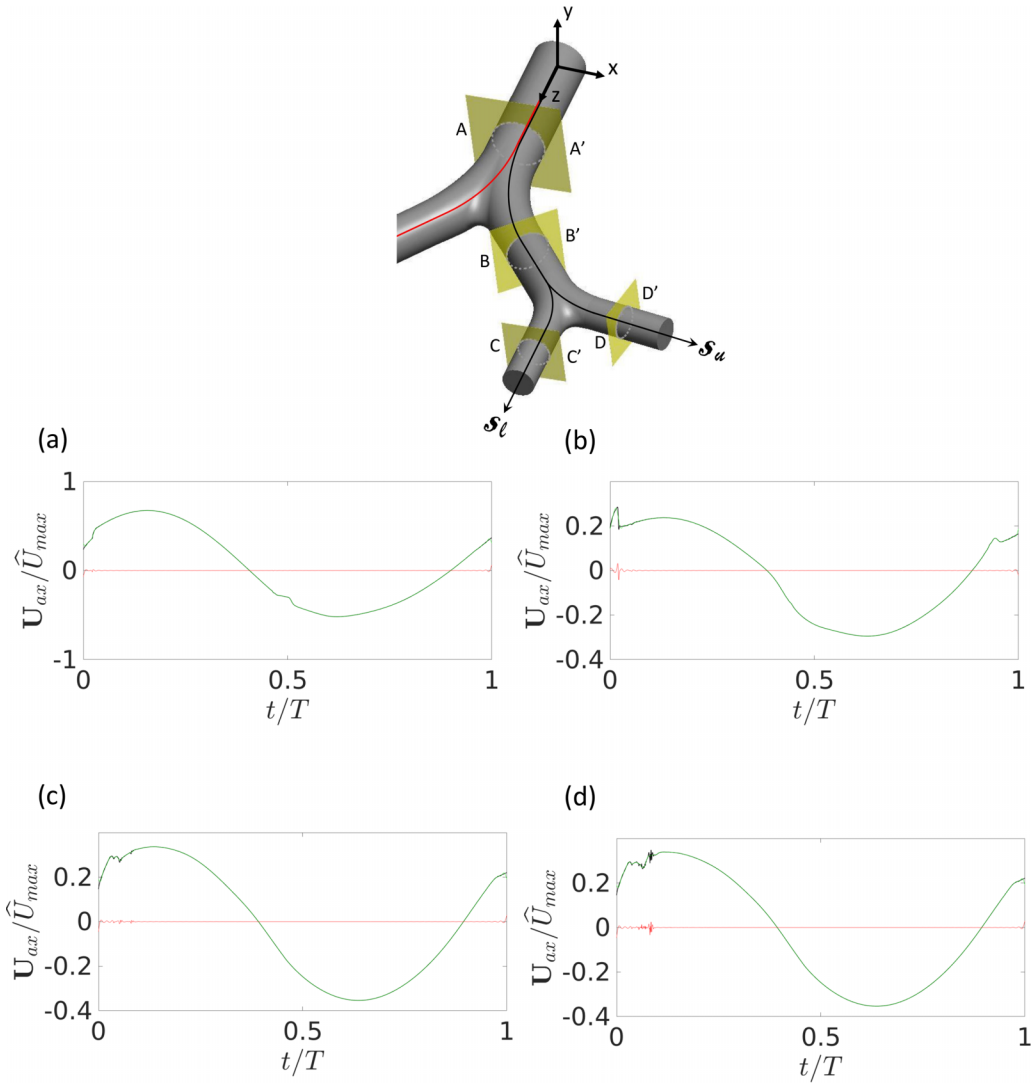 y
x
z
A
A’
B’
B
D’
D
C
C’
𝒔ᵤ
𝒔ℓ
(a)
(b)
1
0
-1
U_ax/Û_max
0
0.5
1
t/T
0.2
0
-0.2
-0.4
U_ax/Û_max
0
0.5
1
t/T
(c)
(d)
0.2
0
-0.2
-0.4
U_ax/Û_max
0
0.5
1
t/T
0.2
0
-0.2
-0.4
U_ax/Û_max
0
0.5
1
t/T